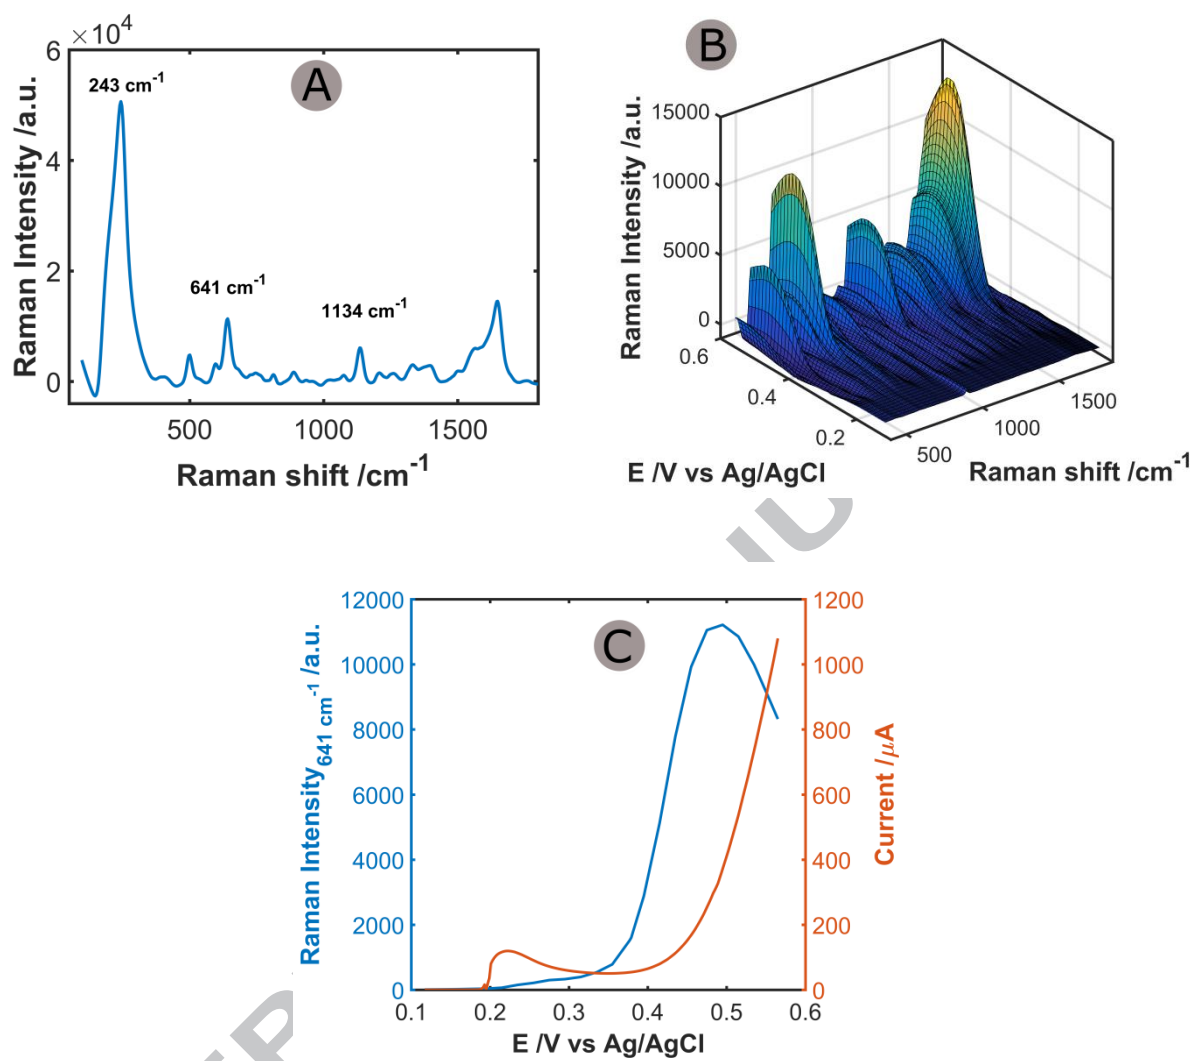 A
×10⁴
6
4
2
0
243 cm⁻¹
641 cm⁻¹
1134 cm⁻¹
Raman Intensity /a.u.
500 1000 1500
Raman shift /cm⁻¹
B
15000
10000
5000
0
Raman Intensity /a.u.
0.6
0.4
0.2
500
1000
1500
E /V vs Ag/AgCl
Raman shift /cm⁻¹
C
12000
10000
8000
6000
4000
2000
0
Raman Intensity₆₄₁ cm⁻¹ /a.u.
1200
1000
800
600
400
200
0
Current /μA
0.1 0.2 0.3 0.4 0.5 0.6
E /V vs Ag/AgCl